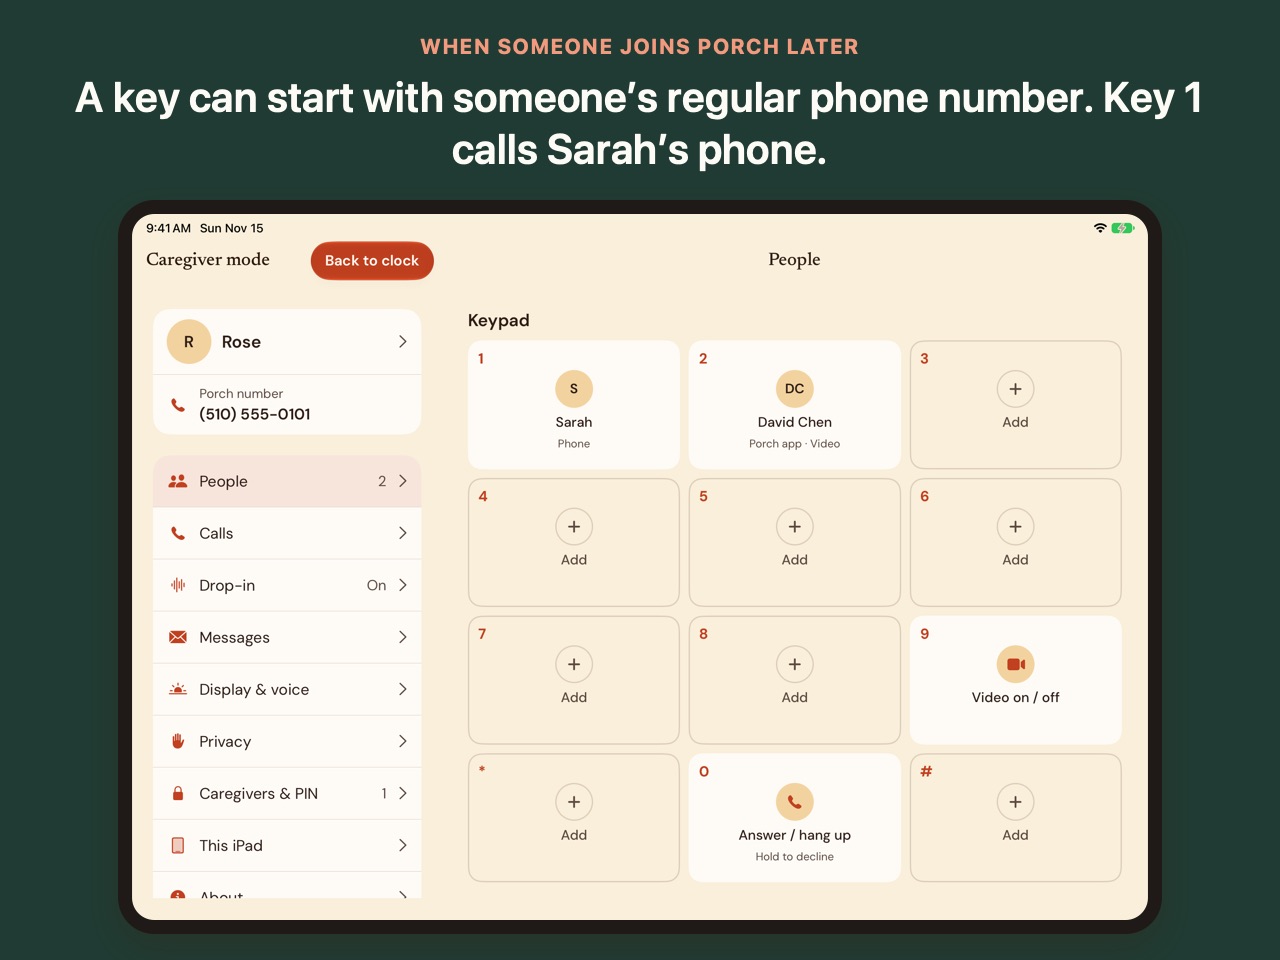 WHEN SOMEONE JOINS PORCH LATER
A key can start with someone’s regular phone number. Key 1
calls Sarah’s phone.
9:41 AM Sun Nov 15
Caregiver mode
Back to clock
People
R
Rose
Porch number
(510) 555-0101
People 2
Calls
Drop-in On
Messages
Display & voice
Privacy
Caregivers & PIN 1
This iPad
About
Keypad
1
S
Sarah
Phone
2
DC
David Chen
Porch app · Video
3
Add
4
Add
5
Add
6
Add
7
Add
8
Add
9
Video on / off
*
Add
0
Answer / hang up
Hold to decline
#
Add